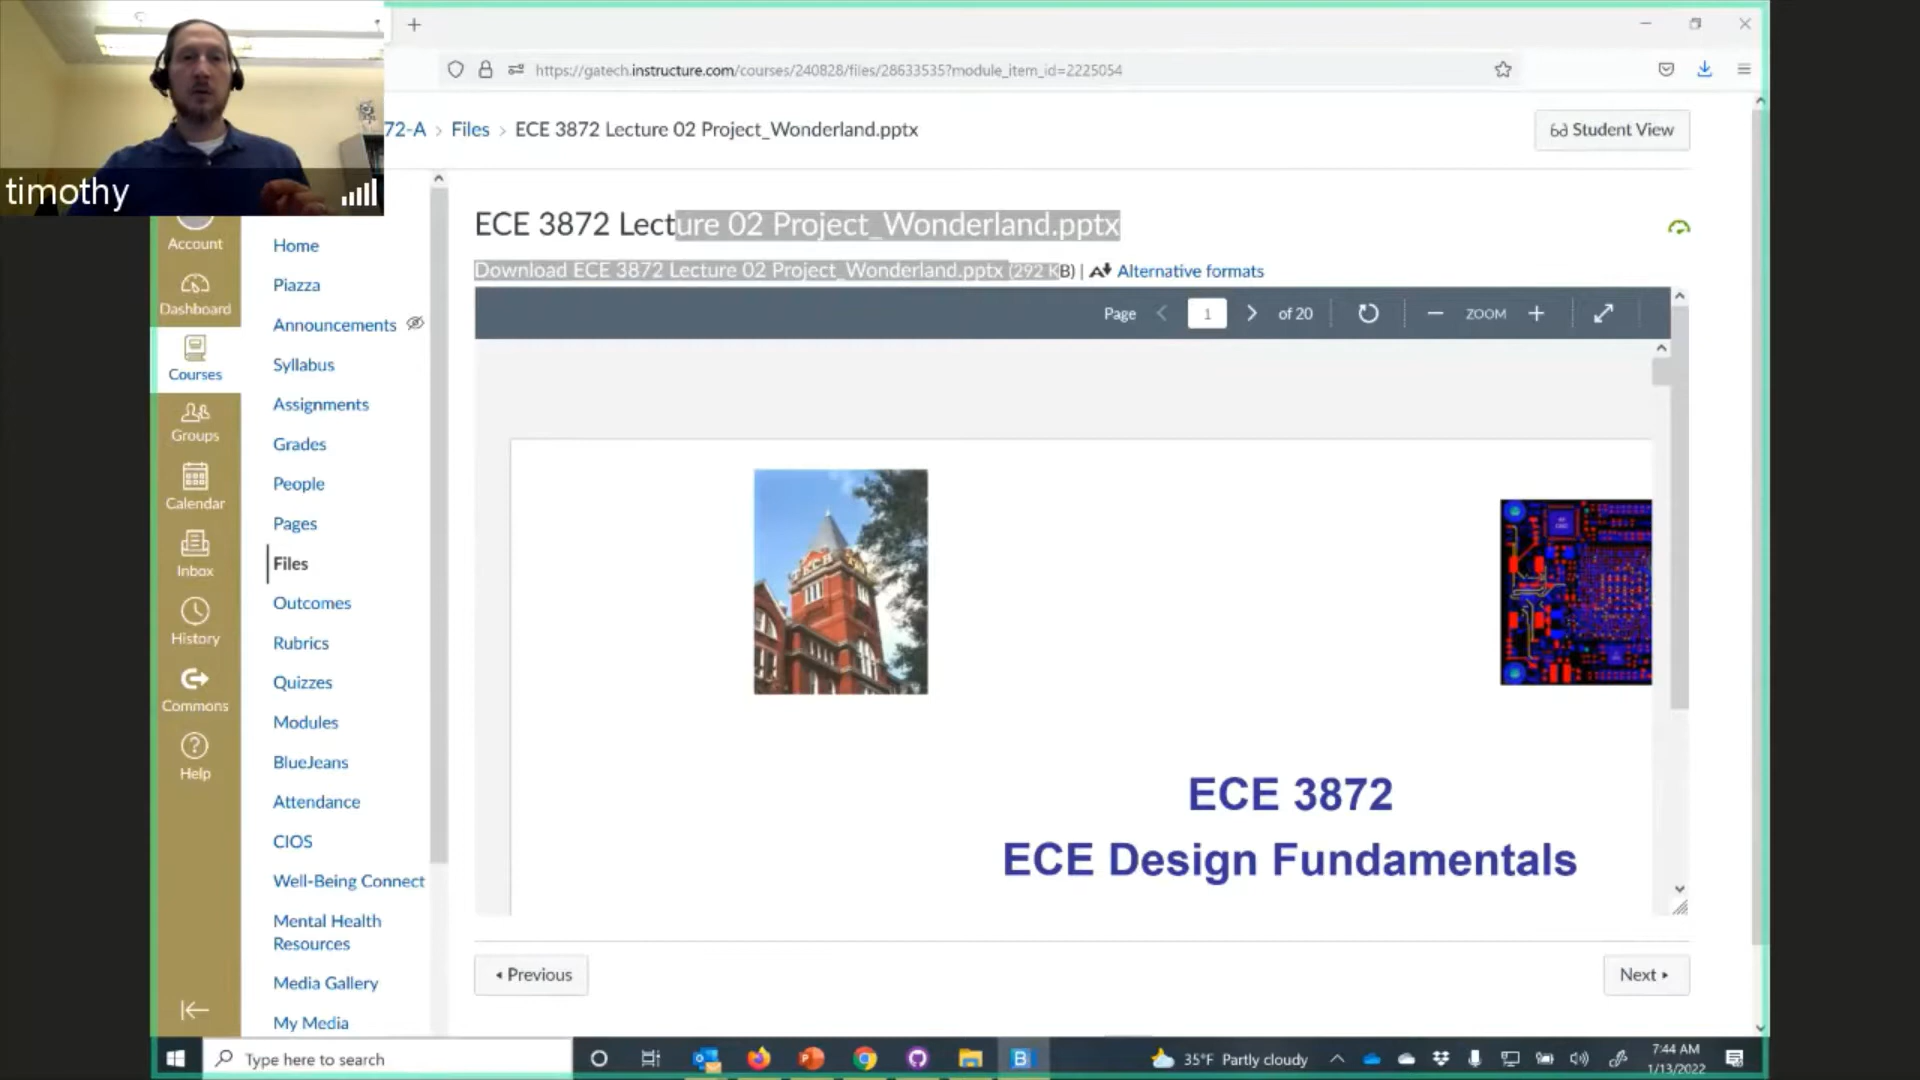 https://gatech.instructure.com/courses/240828/files/28633535?module_item_id=2225054
72-A > Files > ECE 3872 Lecture 02 Project_Wonderland.pptx
Student View
timothy
Account
Dashboard
Courses
Groups
Calendar
Inbox
History
Commons
Help
Home
Piazza
Announcements
Syllabus
Assignments
Grades
People
Pages
Files
Outcomes
Rubrics
Quizzes
Modules
BlueJeans
Attendance
CIOS
Well-Being Connect
Mental Health
Resources
Media Gallery
My Media
ECE 3872 Lecture 02 Project_Wonderland.pptx
Download ECE 3872 Lecture 02 Project_Wonderland.pptx (292 KB) | Alternative formats
Page 1 of 20 ZOOM
ECE 3872
ECE Design Fundamentals
Previous
Next
Type here to search
35°F Partly cloudy
7:44 AM
1/13/2022